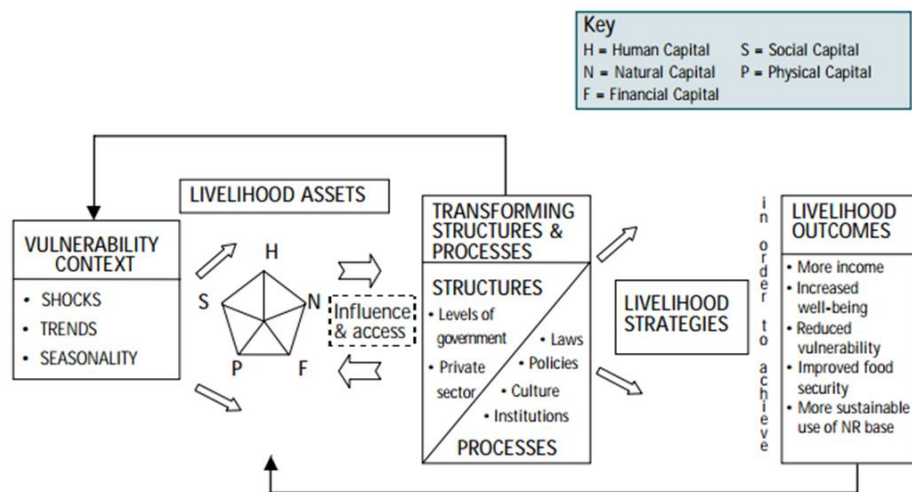 Key
H = Human Capital S = Social Capital
N = Natural Capital P = Physical Capital
F = Financial Capital
LIVELIHOOD ASSETS
VULNERABILITY
CONTEXT
• SHOCKS
• TRENDS
• SEASONALITY
H
S
N
P
F
Influence
& access
TRANSFORMING
STRUCTURES &
PROCESSES
STRUCTURES
• Levels of
government
• Private
sector
• Laws
• Policies
• Culture
• Institutions
PROCESSES
LIVELIHOOD
STRATEGIES
in order to achieve
LIVELIHOOD
OUTCOMES
• More income
• Increased
well-being
• Reduced
vulnerability
• Improved food
security
• More sustainable
use of NR base